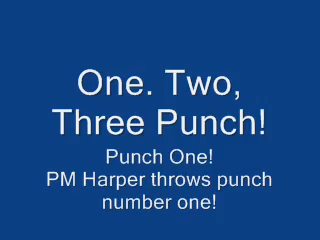 One. Two,
Three Punch!
Punch One!
PM Harper throws punch
number one!